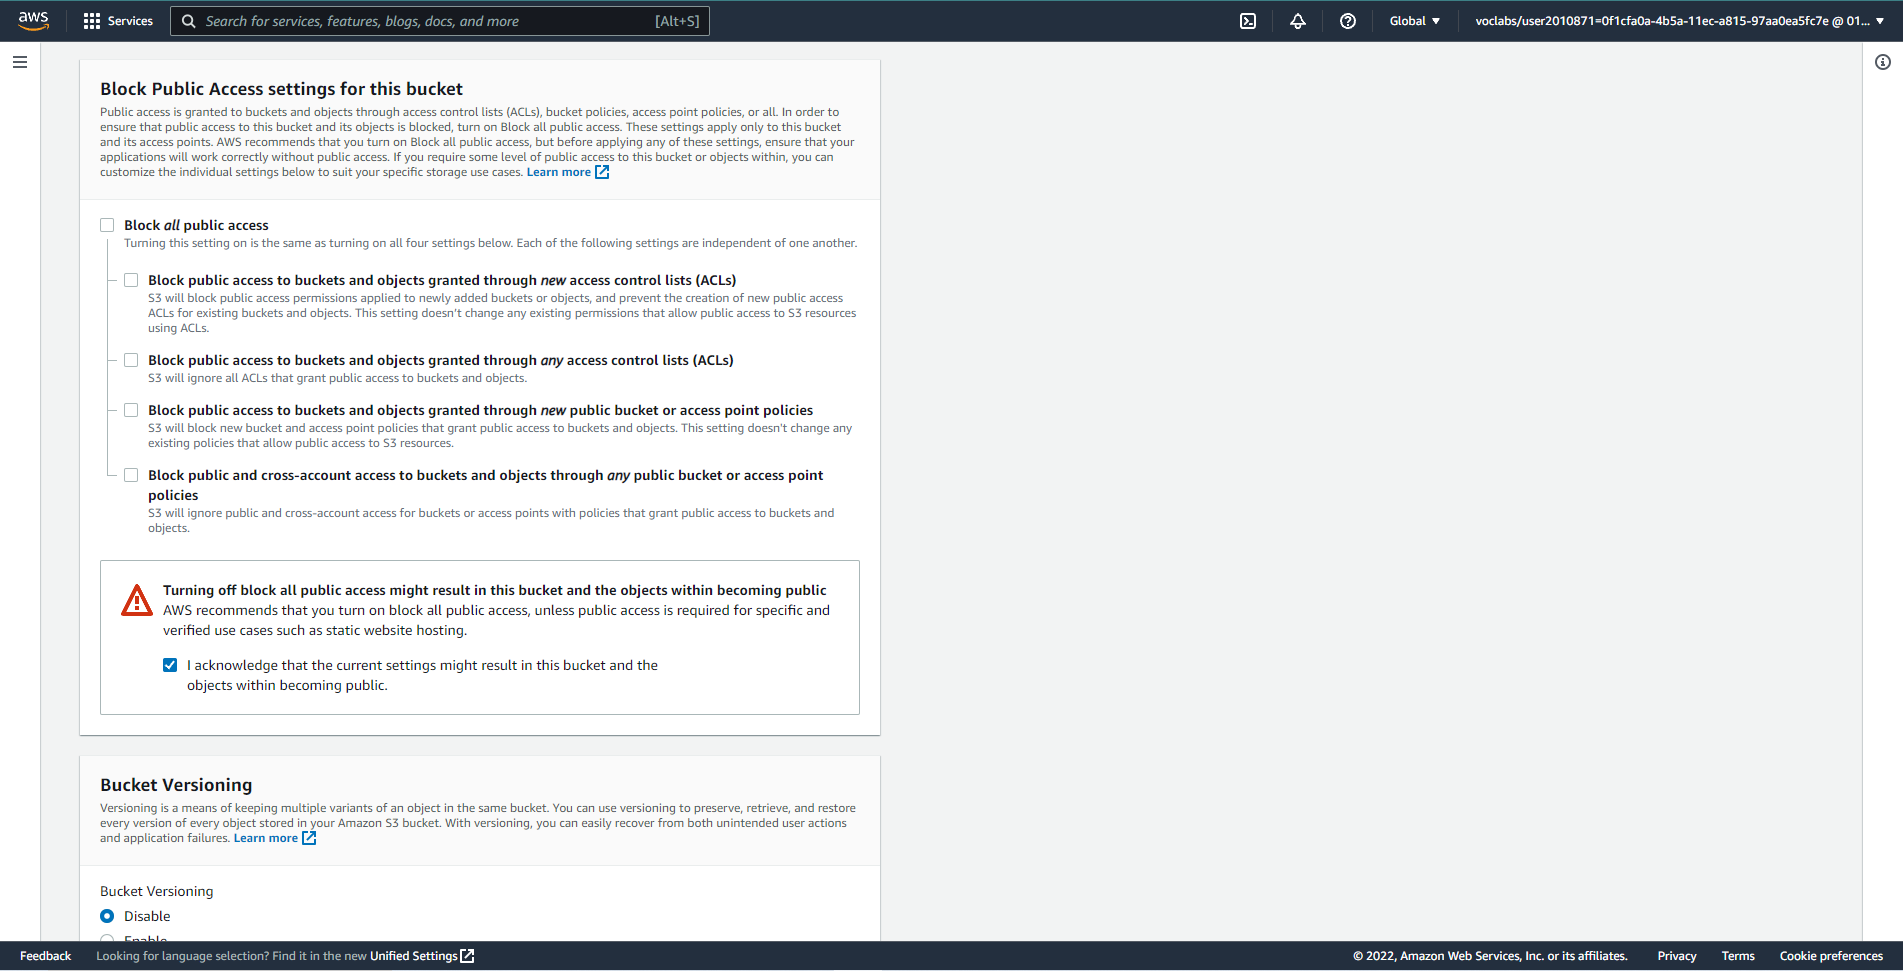 aws
Services
Search for services, features, blogs, docs, and more
[Alt+S]
Global
voclabs/user2010871=0f1cfa0a-4b5a-11ec-a815-97aa0ea5fc7e @ 01...
Block Public Access settings for this bucket
Public access is granted to buckets and objects through access control lists (ACLs), bucket policies, access point policies, or all. In order to
ensure that public access to this bucket and its objects is blocked, turn on Block all public access. These settings apply only to this bucket
and its access points. AWS recommends that you turn on Block all public access, but before applying any of these settings, ensure that your
applications will work correctly without public access. If you require some level of public access to this bucket or objects within, you can
customize the individual settings below to suit your specific storage use cases. Learn more
Block all public access
Turning this setting on is the same as turning on all four settings below. Each of the following settings are independent of one another.
Block public access to buckets and objects granted through new access control lists (ACLs)
S3 will block public access permissions applied to newly added buckets or objects, and prevent the creation of new public access
ACLs for existing buckets and objects. This setting doesn't change any existing permissions that allow public access to S3 resources
using ACLs.
Block public access to buckets and objects granted through any access control lists (ACLs)
S3 will ignore all ACLs that grant public access to buckets and objects.
Block public access to buckets and objects granted through new public bucket or access point policies
S3 will block new bucket and access point policies that grant public access to buckets and objects. This setting doesn't change any
existing policies that allow public access to S3 resources.
Block public and cross-account access to buckets and objects through any public bucket or access point
policies
S3 will ignore public and cross-account access for buckets or access points with policies that grant public access to buckets and
objects.
Turning off block all public access might result in this bucket and the objects within becoming public
AWS recommends that you turn on block all public access, unless public access is required for specific and
verified use cases such as static website hosting.
I acknowledge that the current settings might result in this bucket and the
objects within becoming public.
Bucket Versioning
Versioning is a means of keeping multiple variants of an object in the same bucket. You can use versioning to preserve, retrieve, and restore
every version of every object stored in your Amazon S3 bucket. With versioning, you can easily recover from both unintended user actions
and application failures. Learn more
Bucket Versioning
Disable
Enable
Feedback
Looking for language selection? Find it in the new Unified Settings
© 2022, Amazon Web Services, Inc. or its affiliates.
Privacy
Terms
Cookie preferences